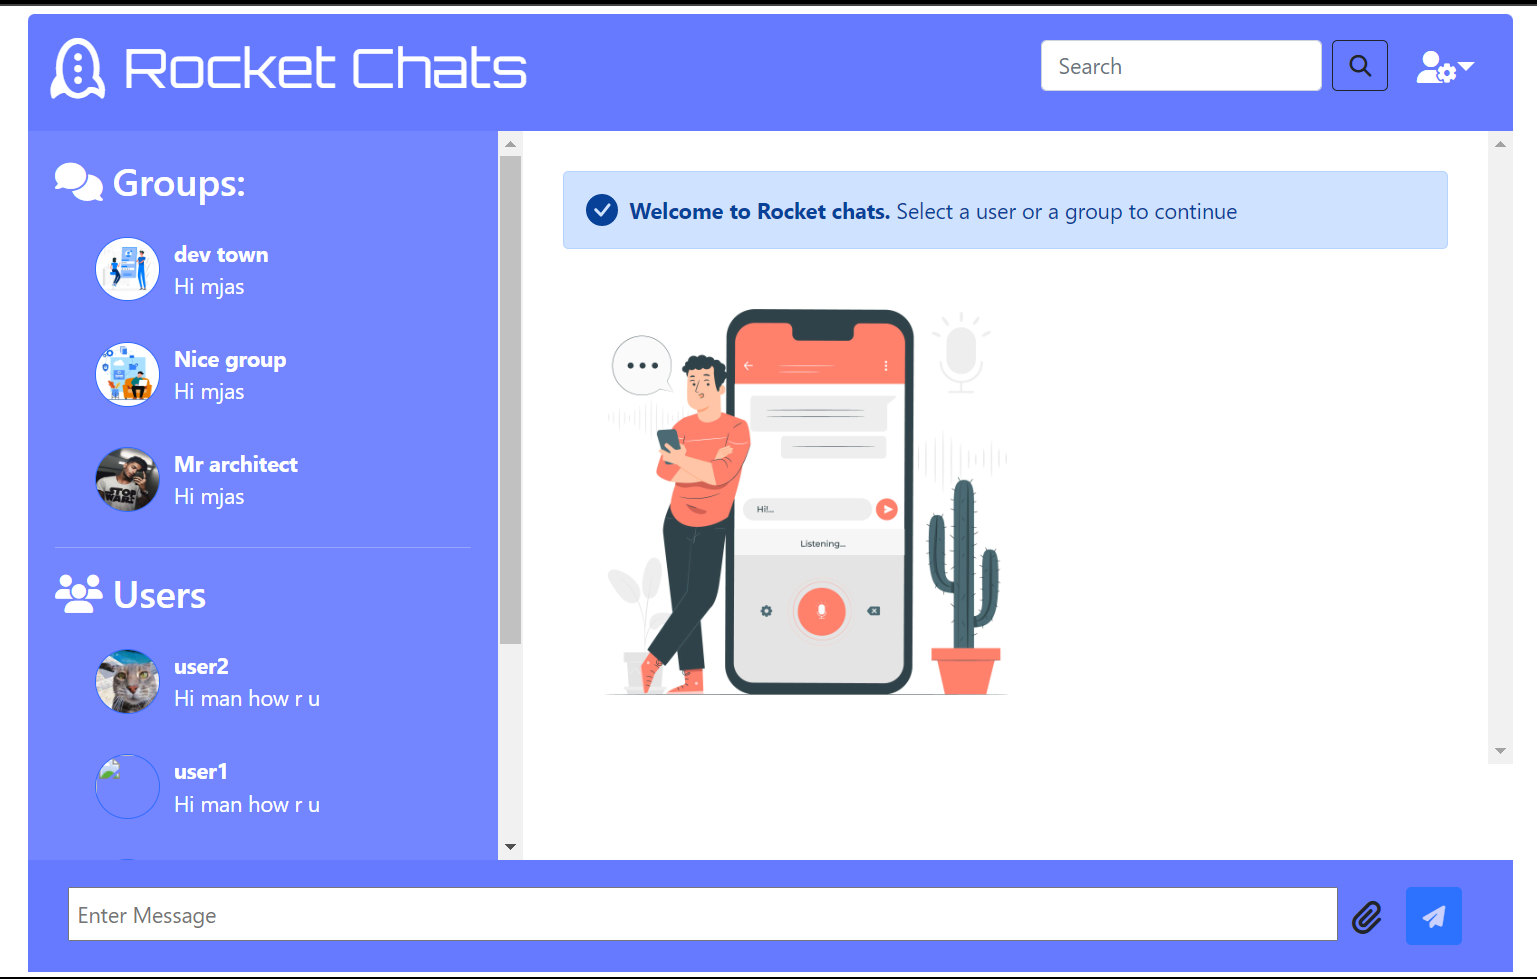 Rocket Chats
Search
Groups:
dev town
Hi mjas
Nice group
Hi mjas
Mr architect
Hi mjas
Users
user2
Hi man how r u
user1
Hi man how r u
Welcome to Rocket chats. Select a user or a group to continue
Hi!...
Listening...
STOP
WARS
Enter Message